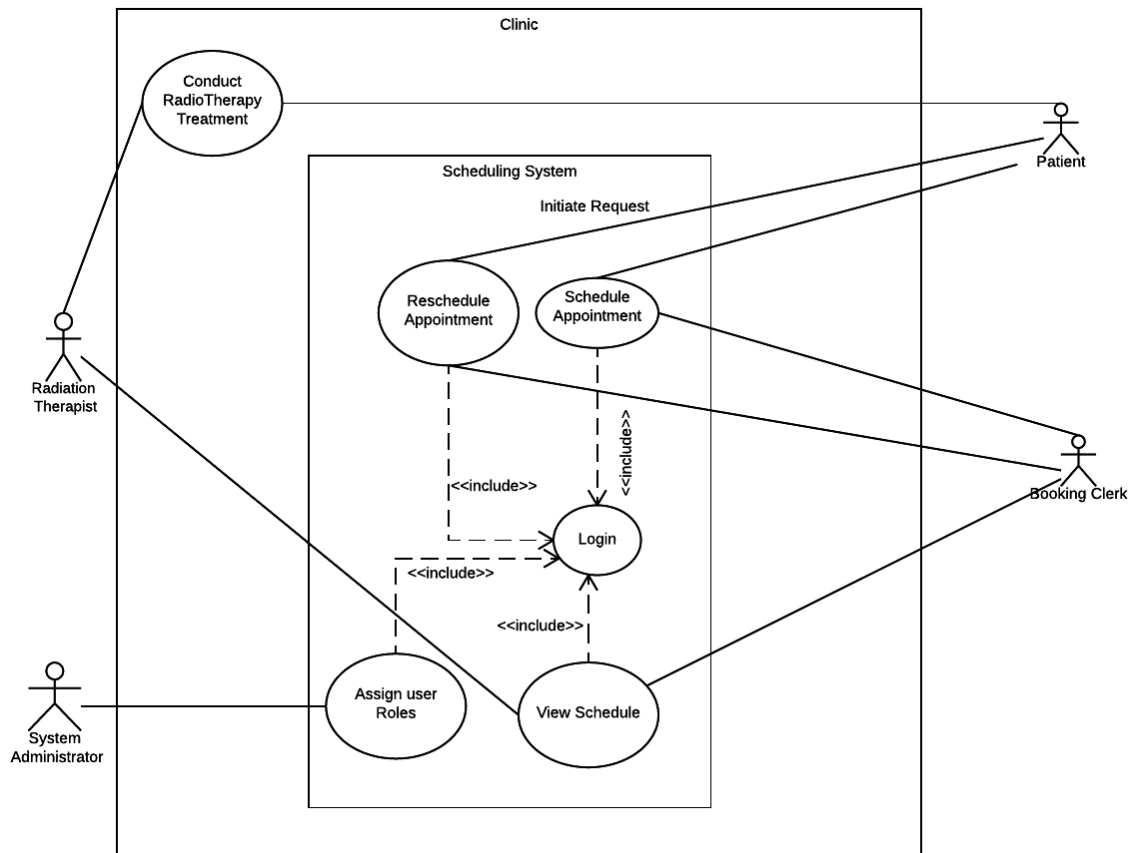 Clinic
Conduct
RadioTherapy
Treatment
Patient
Scheduling System
Initiate Request
Reschedule
Appointment
Schedule
Appointment
Radiation
Therapist
<<include>>
<<include>>
Booking Clerk
Login
<<include>>
<<include>>
Assign user
Roles
View Schedule
System
Administrator